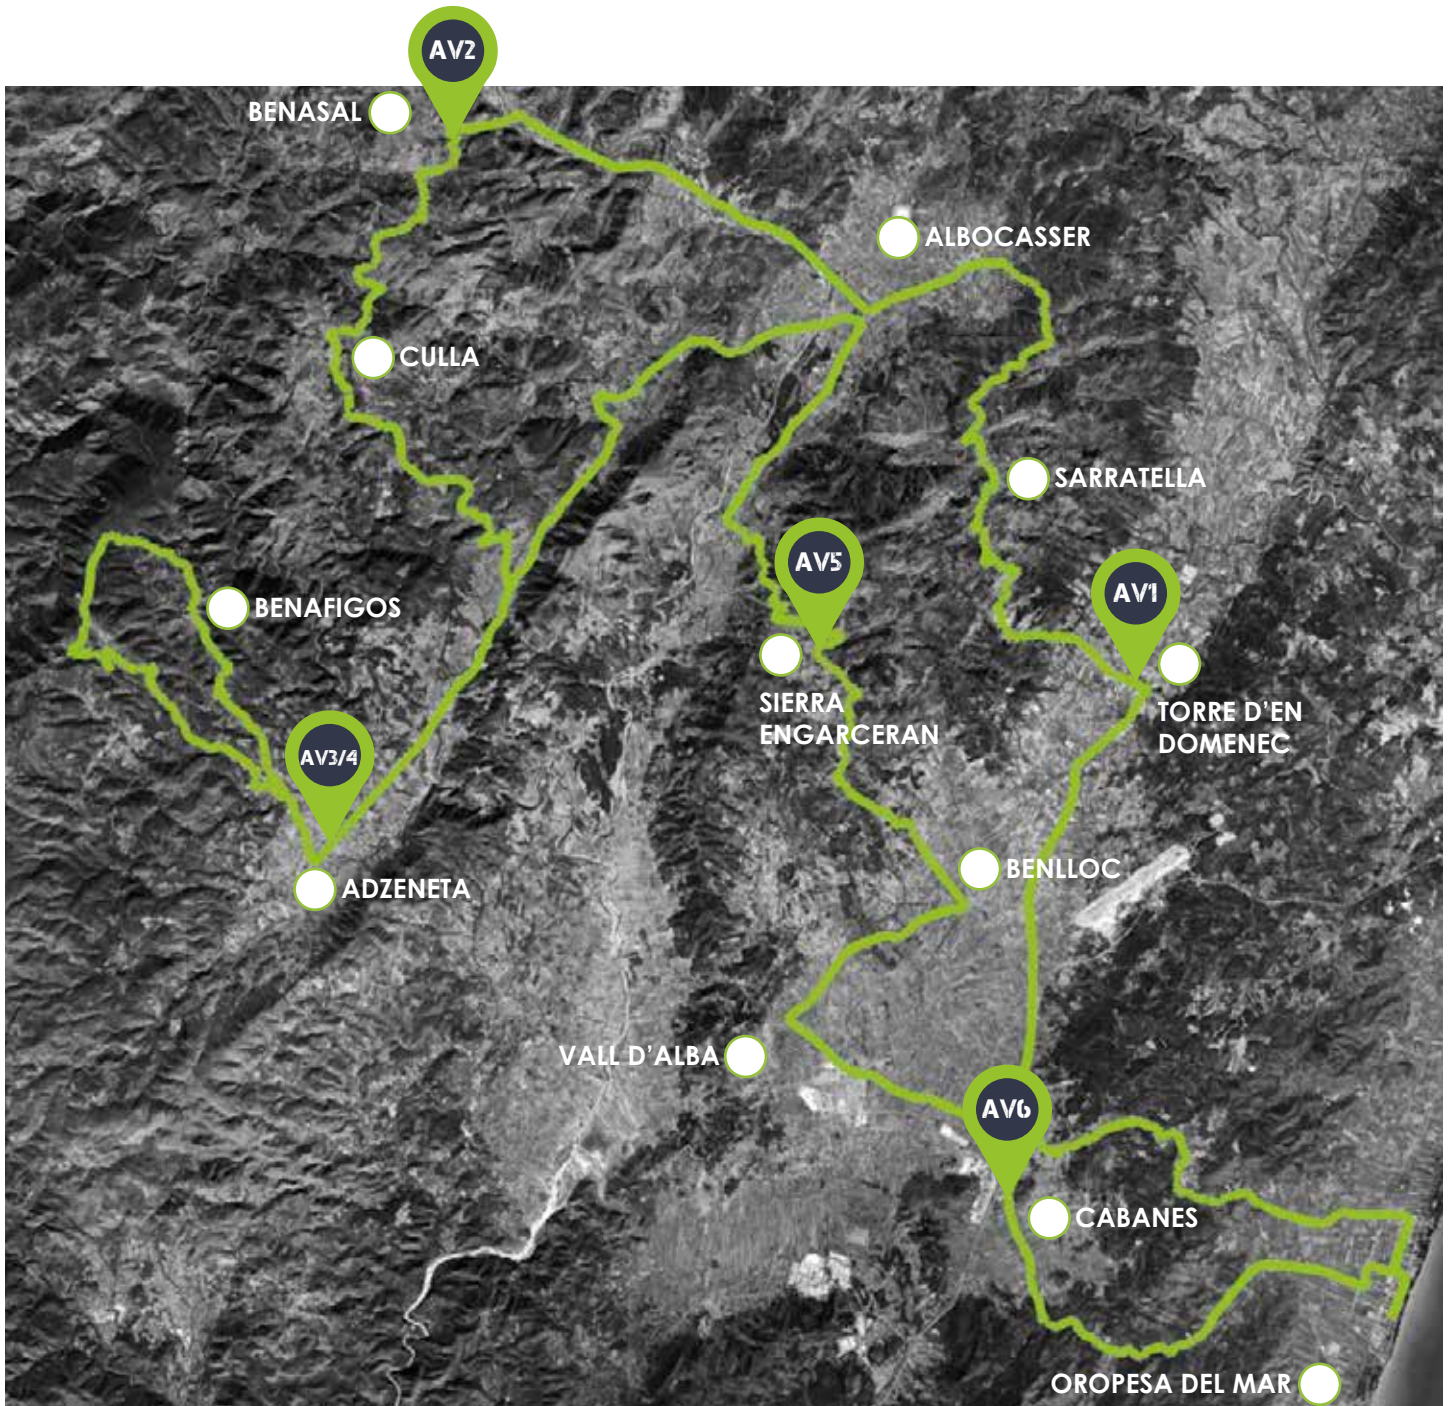 AV2
BENASAL
ALBOCASSER
CULLA
SARRATELLA
AV5
AV1
BENAFIGOS
SIERRA
ENGARCERAN
TORRE D'EN
DOMENEC
AV3/4
BENLLOC
ADZENETA
VALL D'ALBA
AV6
CABANES
OROPESA DEL MAR